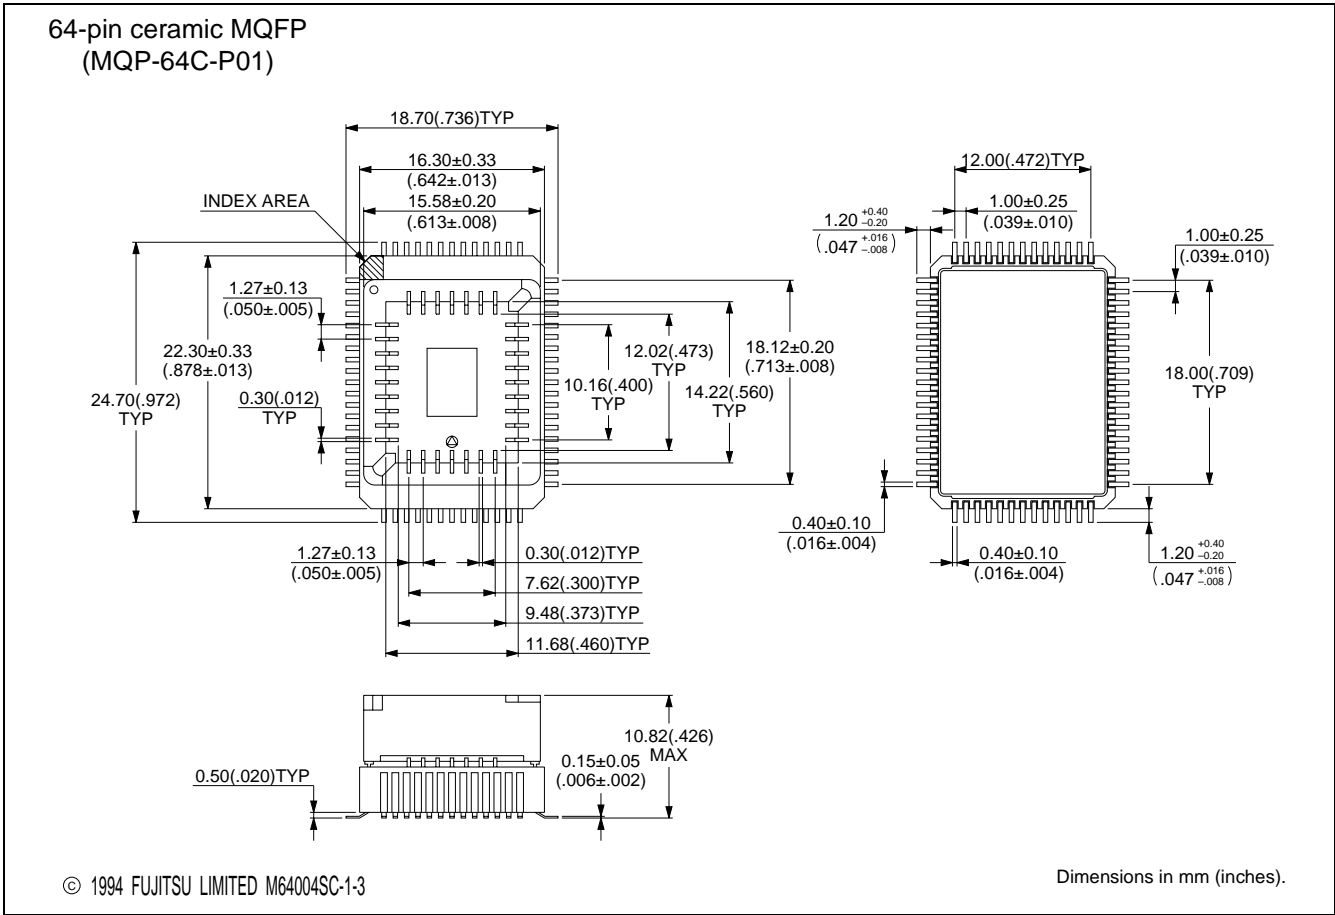 64-pin ceramic MQFP
(MQP-64C-P01)
18.70(.736)TYP
16.30±0.33
(.642±.013)
15.58±0.20
(.613±.008)
INDEX AREA
12.00(.472)TYP
1.00±0.25
(.039±.010)
1.20 +0.40 –0.20
(.047 +.016 –.008)
1.00±0.25
(.039±.010)
1.27±0.13
(.050±.005)
22.30±0.33
(.878±.013)
24.70(.972)
TYP
0.30(.012)
TYP
12.02(.473)
TYP
10.16(.400)
TYP
14.22(.560)
TYP
18.12±0.20
(.713±.008)
18.00(.709)
TYP
0.40±0.10
(.016±.004)
0.40±0.10
(.016±.004)
1.20 +0.40 –0.20
(.047 +.016 –.008)
1.27±0.13
(.050±.005)
0.30(.012)TYP
7.62(.300)TYP
9.48(.373)TYP
11.68(.460)TYP
10.82(.426)
MAX
0.15±0.05
(.006±.002)
0.50(.020)TYP
© 1994 FUJITSU LIMITED M64004SC-1-3
Dimensions in mm (inches).